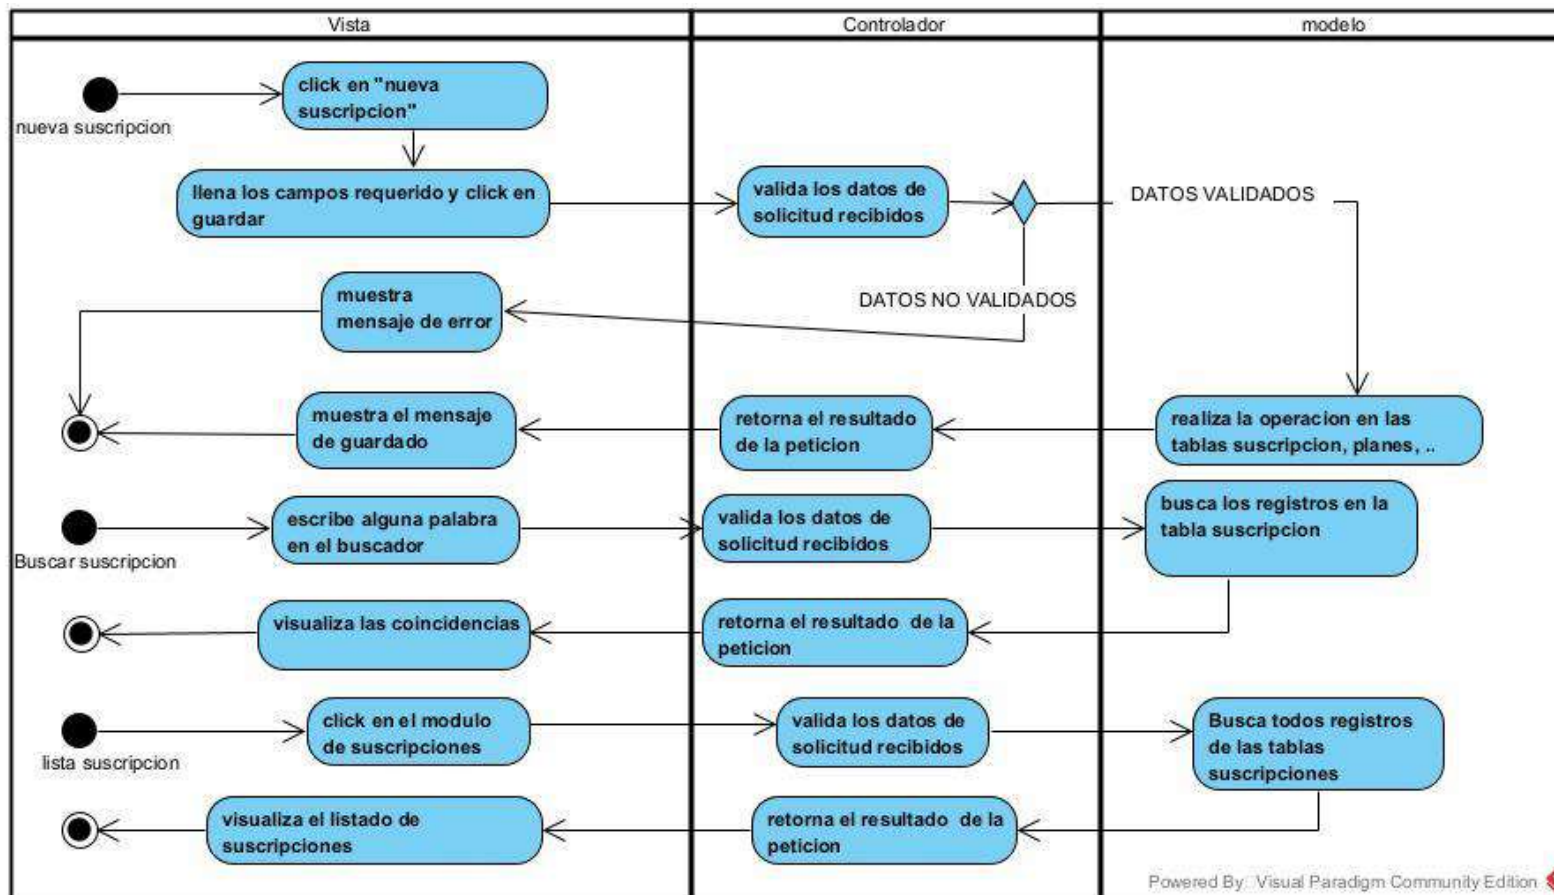 Vista
Controlador
modelo
click en "nueva
suscripcion"
nueva suscripcion
llena los campos requerido y click en
guardar
valida los datos de
solicitud recibidos
DATOS VALIDADOS
muestra
mensaje de error
DATOS NO VALIDADOS
muestra el mensaje
de guardado
retorna el resultado
de la peticion
realiza la operacion en las
tablas suscripcion, planes, ..
escribe alguna palabra
en el buscador
Buscar suscripcion
valida los datos de
solicitud recibidos
busca los registros en la
tabla suscripcion
visualiza las coincidencias
retorna el resultado de la
peticion
click en el modulo
de suscripciones
lista suscripcion
valida los datos de
solicitud recibidos
Busca todos registros
de las tablas
suscripciones
visualiza el listado de
suscripciones
retorna el resultado de la
peticion
Powered By Visual Paradigm Community Edition